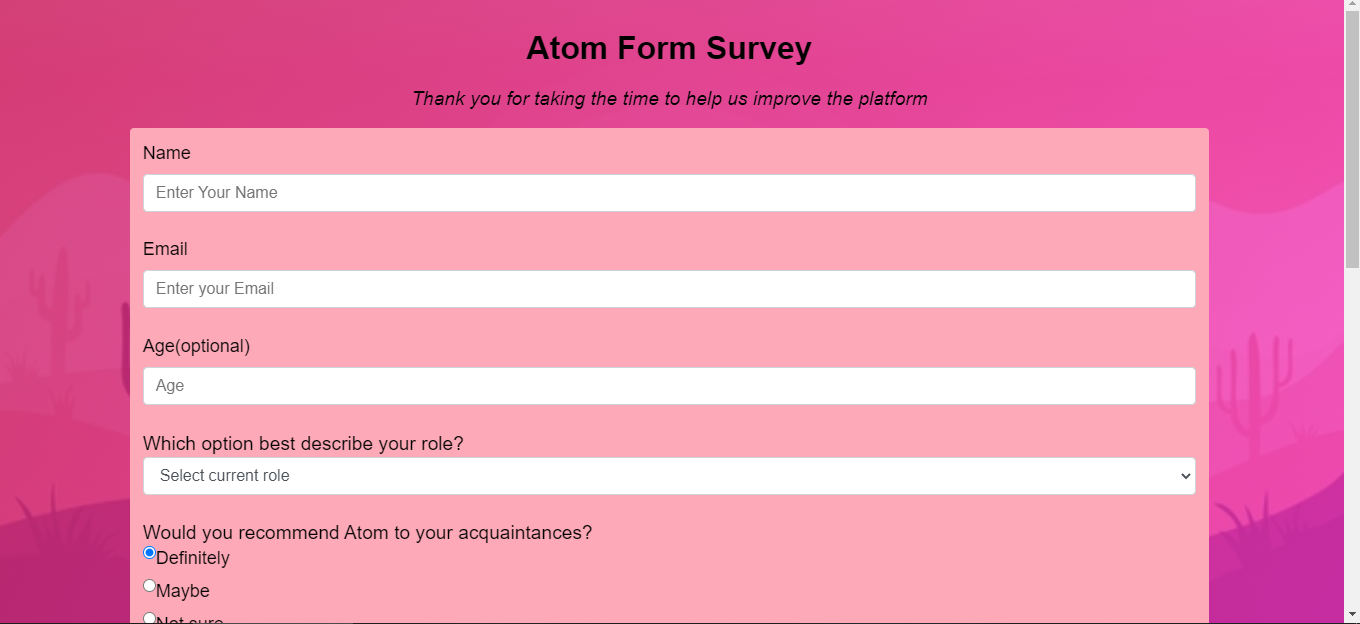 Atom Form Survey
Thank you for taking the time to help us improve the platform
Name
Enter Your Name
Email
Enter your Email
Age(optional)
Age
Which option best describe your role?
Select current role
Would you recommend Atom to your acquaintances?
Definitely
Maybe
Not sure